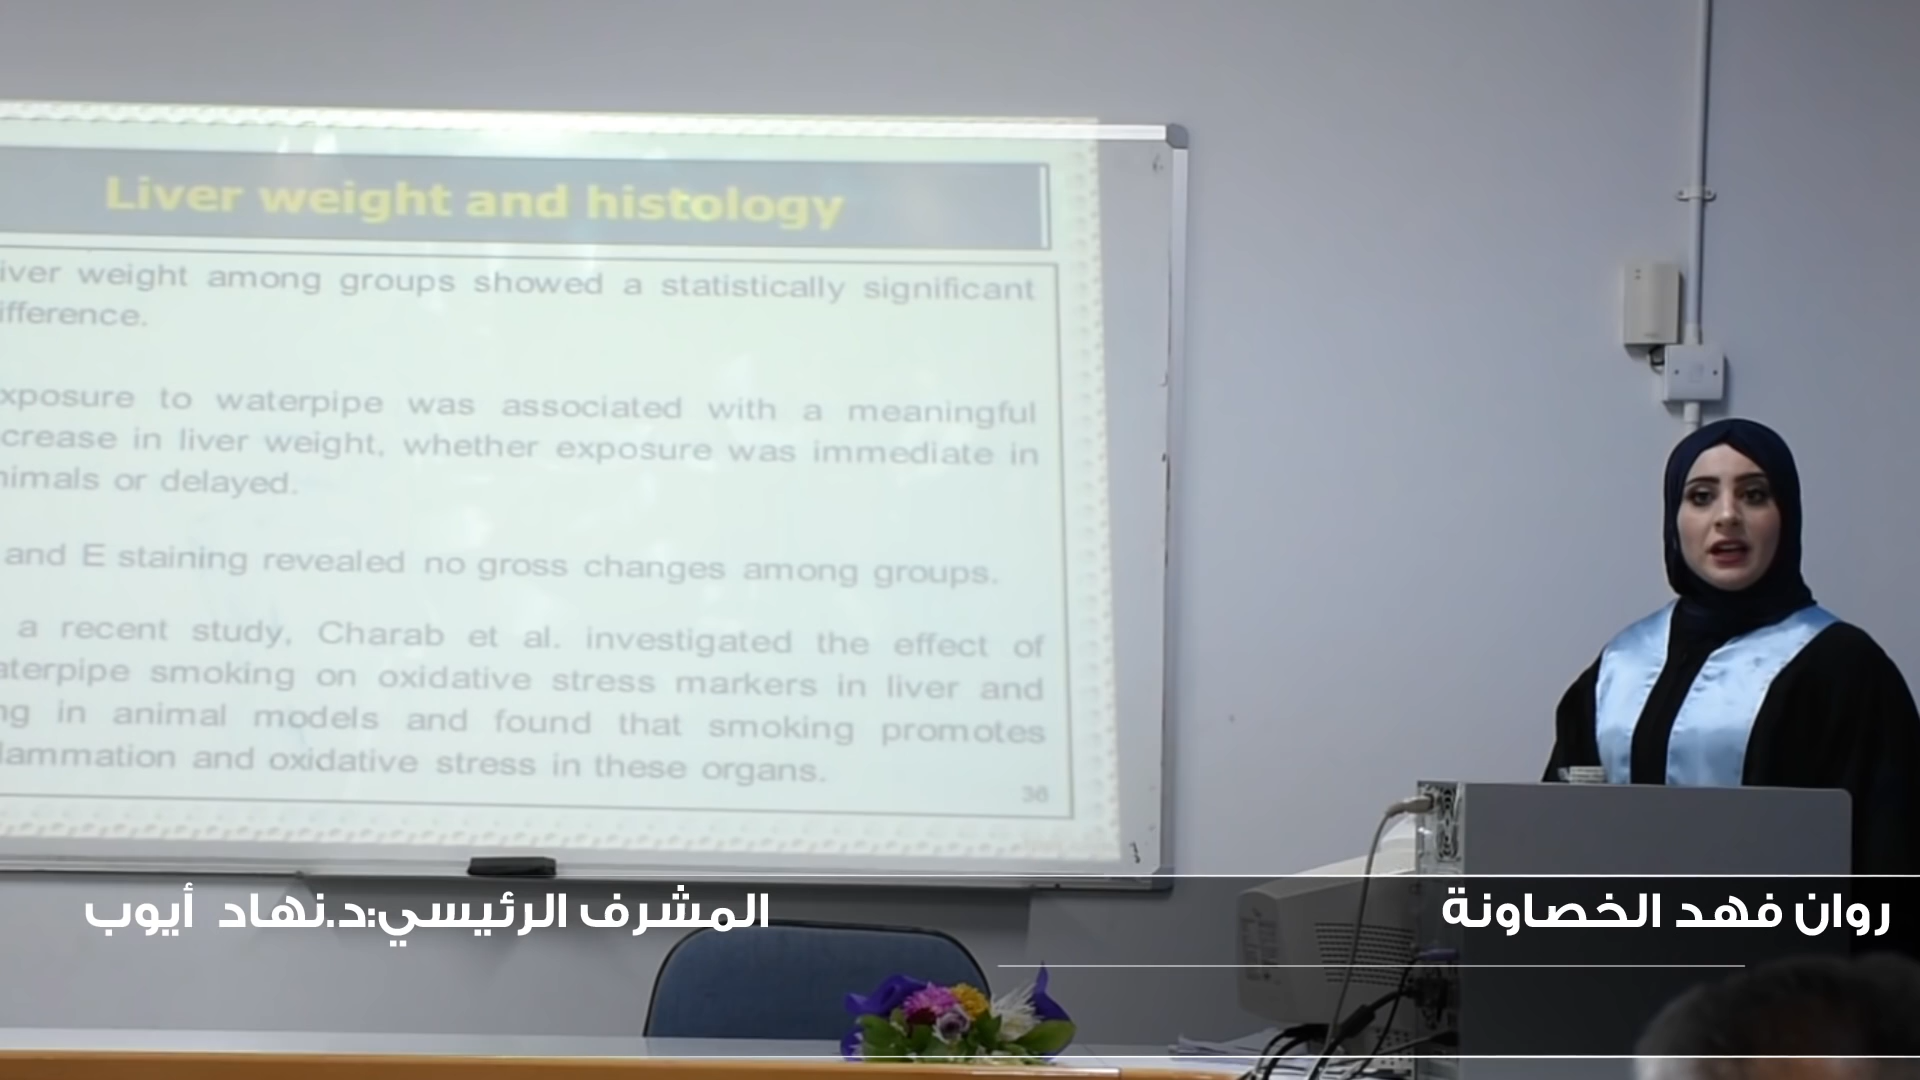 Liver weight and histology
iver weight among groups showed a statistically significant
ifference.
xposure to waterpipe was associated with a meaningful
crease in liver weight, whether exposure was immediate in
nimals or delayed.
and E staining revealed no gross changes among groups.
a recent study, Charab et al. investigated the effect of
aterpipe smoking on oxidative stress markers in liver and
ng in animal models and found that smoking promotes
lammation and oxidative stress in these organs.
36
روان فهد الخصاونة
المشرف الرئيسي:د.نهاد أيوب